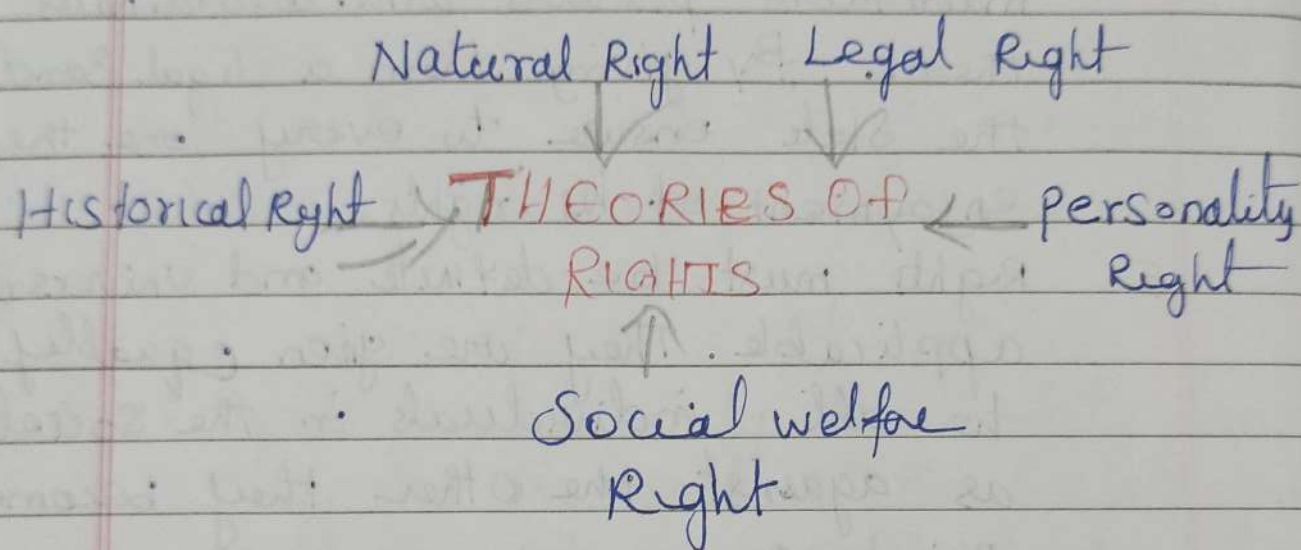 Natural Right Legal Right
Historical Right THEORIES OF personality
RIGHTS Right
Social welfare
Right